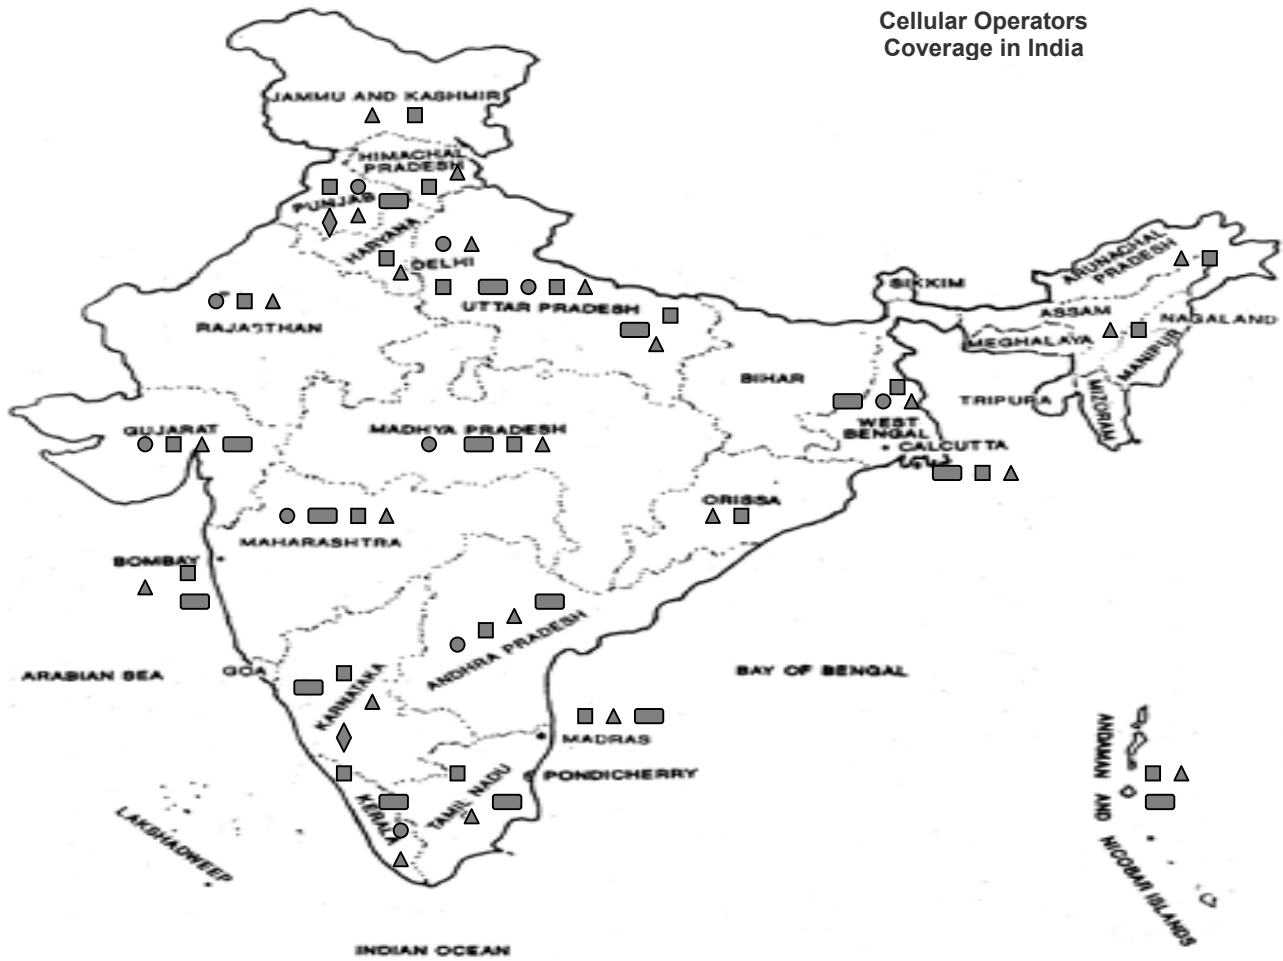 Cellular Operators
Coverage in India
JAMMU AND KASHMIR
HIMACHAL
PRADESH
PUNJAB
HARYANA
DELHI
UTTAR PRADESH
RAJASTHAN
SIKKIM
ARUNACHAL
PRADESH
ASSAM
NAGALAND
MEGHALAYA
MANIPUR
BIHAR
TRIPURA
MIZORAM
GUJARAT
MADHYA PRADESH
WEST
BENGAL
CALCUTTA
ORISSA
MAHARASHTRA
BOMBAY
ANDHRA PRADESH
ARABIAN SEA
GOA
KARNATAKA
BAY OF BENGAL
MADRAS
PONDICHERRY
TAMIL NADU
KERALA
LAKSHADWEEP
ANDAMAN AND
NICOBAR ISLANDS
INDIAN OCEAN